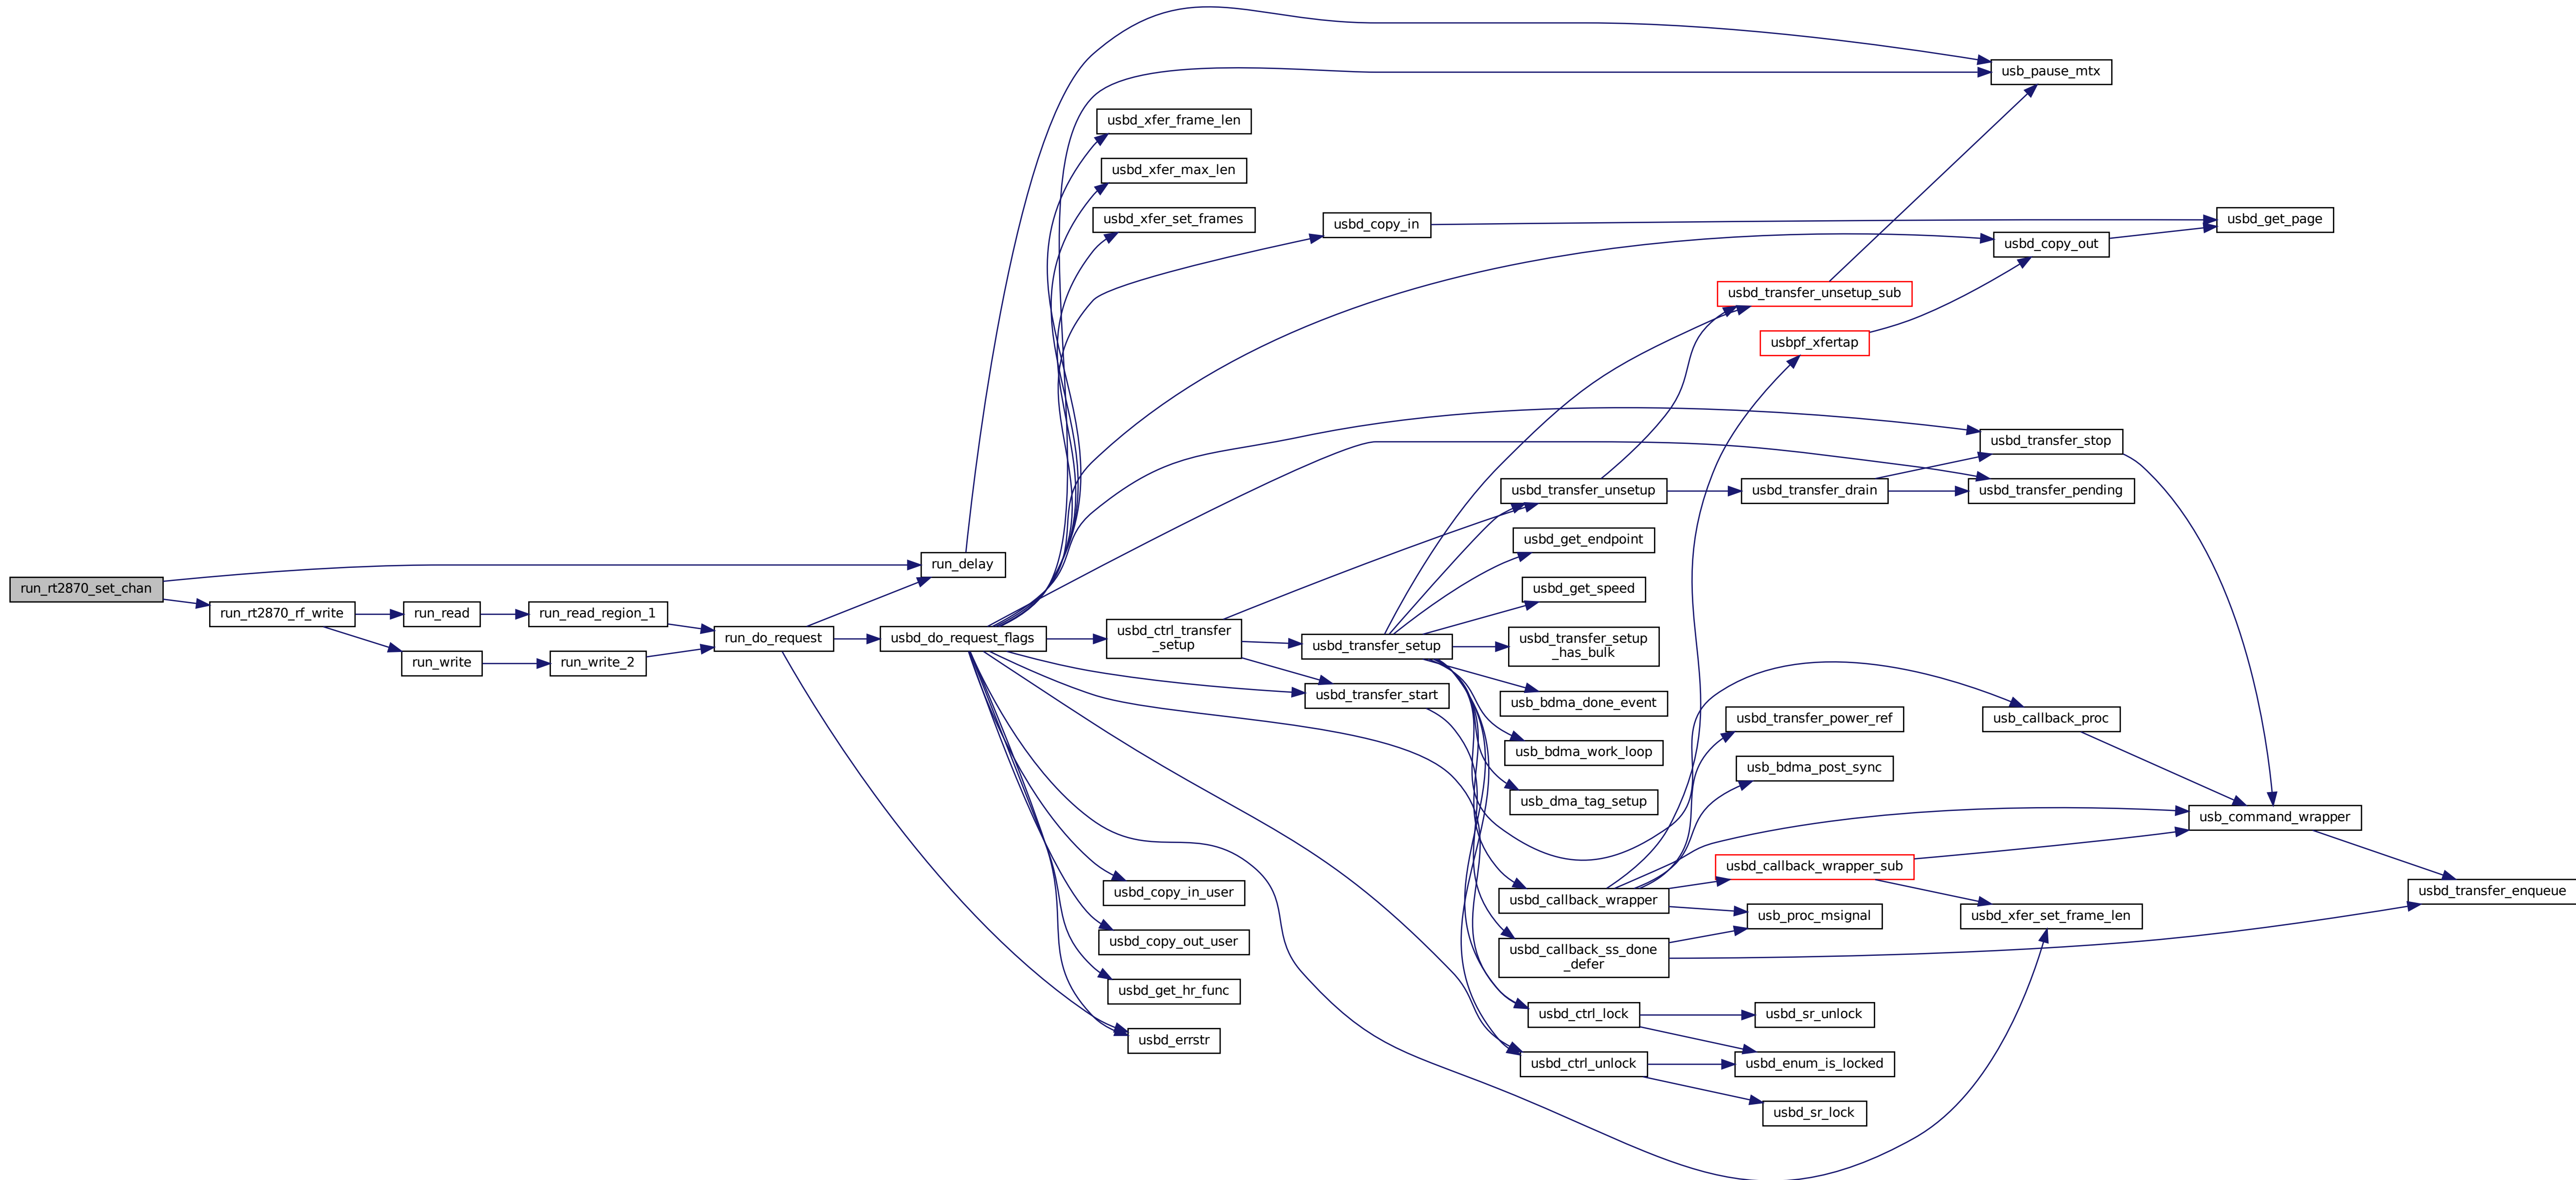 run_rt2870_set_chan
run_rt2870_rf_write
run_read
run_write
run_read_region_1
run_write_2
run_do_request
run_delay
usbd_do_request_flags
usbd_xfer_frame_len
usbd_xfer_max_len
usbd_xfer_set_frames
usbd_ctrl_transfer
_setup
usbd_copy_in_user
usbd_copy_out_user
usbd_get_hr_func
usbd_errstr
usbd_copy_in
usbd_transfer_setup
usbd_transfer_start
usbd_transfer_unsetup
usbd_get_endpoint
usbd_get_speed
usbd_transfer_setup
_has_bulk
usb_bdma_done_event
usb_bdma_work_loop
usb_dma_tag_setup
usbd_callback_wrapper
usbd_callback_ss_done
_defer
usbd_ctrl_lock
usbd_ctrl_unlock
usbd_transfer_unsetup_sub
usbpf_xfertap
usbd_transfer_drain
usbd_transfer_power_ref
usb_bdma_post_sync
usbd_callback_wrapper_sub
usb_proc_msignal
usbd_sr_unlock
usbd_enum_is_locked
usbd_sr_lock
usb_pause_mtx
usbd_copy_out
usbd_transfer_stop
usbd_transfer_pending
usb_callback_proc
usbd_xfer_set_frame_len
usbd_get_page
usb_command_wrapper
usbd_transfer_enqueue